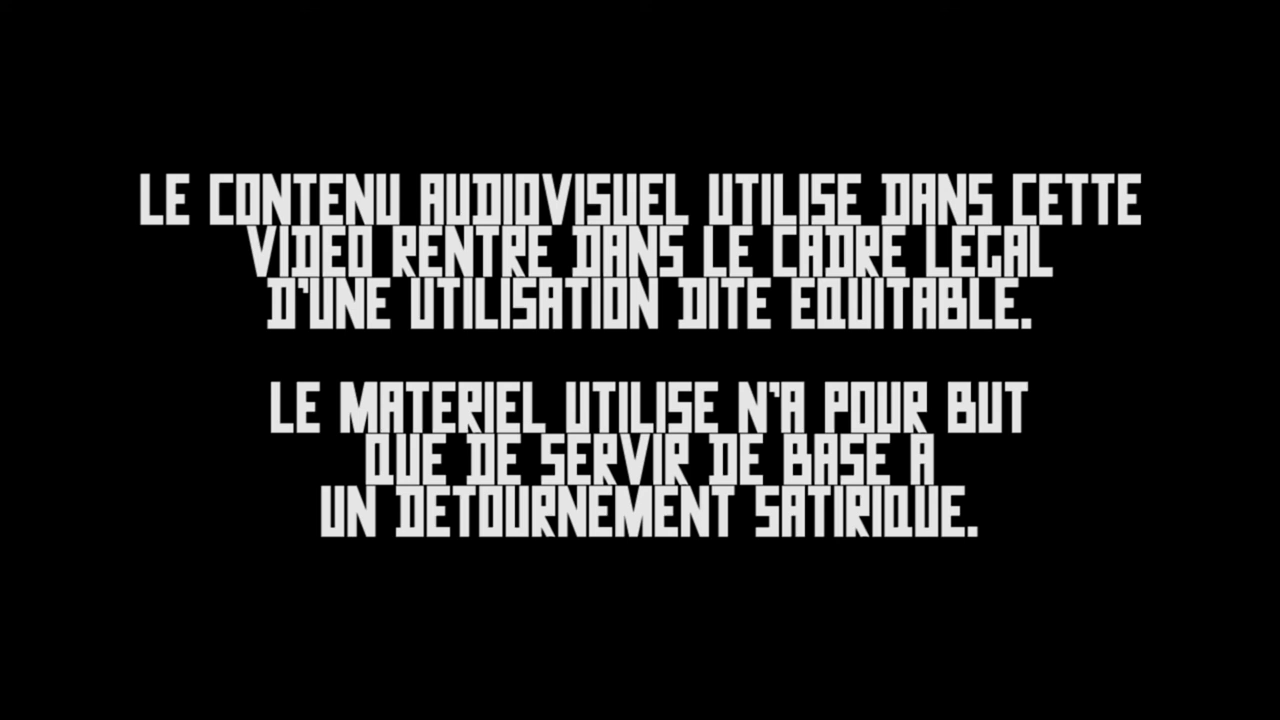 LE CONTENU AUDIOVISUEL UTILISE DANS CETTE
VIDEO RENTRE DANS LE CADRE LEGAL
D'UNE UTILISATION DITE EQUITABLE.
LE MATERIEL UTILISE N'A POUR BUT
QUE DE SERVIR DE BASE A
UN DETOURNEMENT SATIRIQUE.